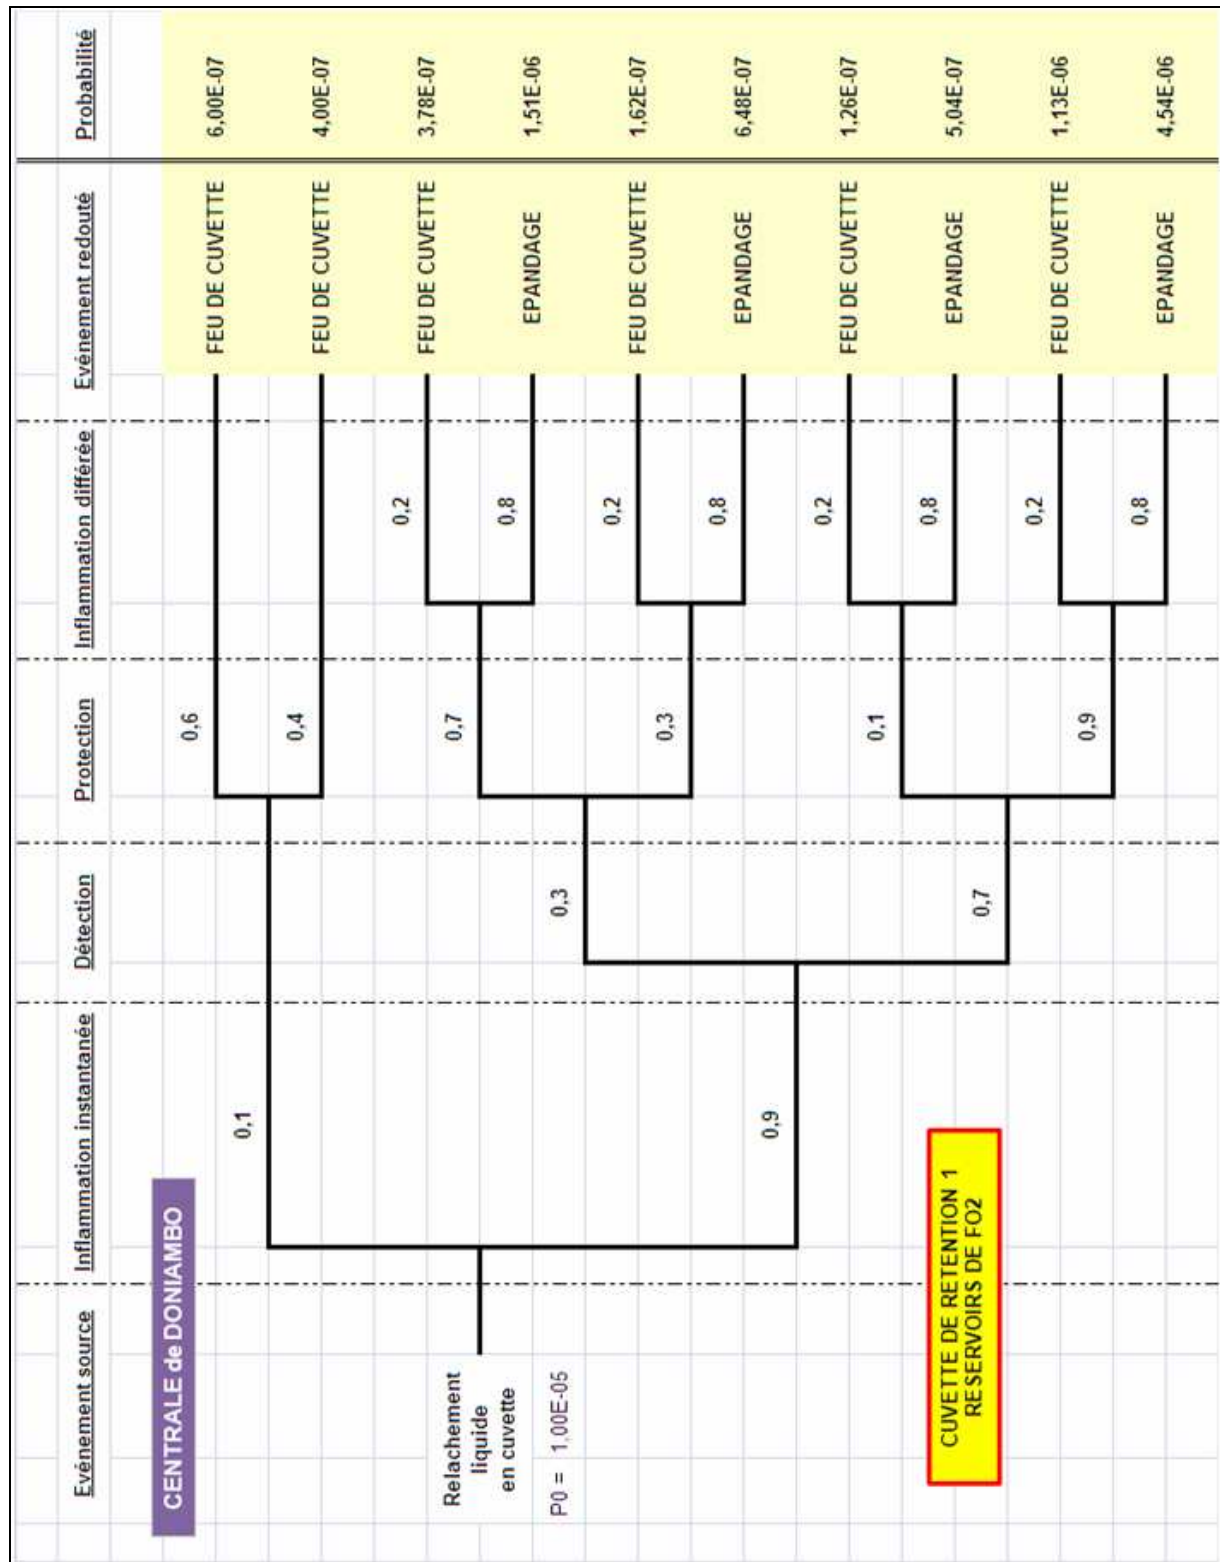 Evénement source
Inflammation instantanée
Détection
Protection
Inflammation différée
Evénement redouté
Probabilité
CENTRALE de DONIAMBO
0,6
FEU DE CUVETTE
6,00E-07
0,1
0,4
FEU DE CUVETTE
4,00E-07
0,2
FEU DE CUVETTE
3,78E-07
Relachement
liquide
en cuvette
0,7
0,8
EPANDAGE
1,51E-06
P0 = 1,00E-05
0,3
0,2
FEU DE CUVETTE
1,62E-07
0,3
0,8
EPANDAGE
6,48E-07
0,9
0,2
FEU DE CUVETTE
1,26E-07
0,1
0,8
EPANDAGE
5,04E-07
CUVETTE DE RETENTION 1
RESERVOIRS DE FO2
0,7
0,2
FEU DE CUVETTE
1,13E-06
0,9
0,8
EPANDAGE
4,54E-06